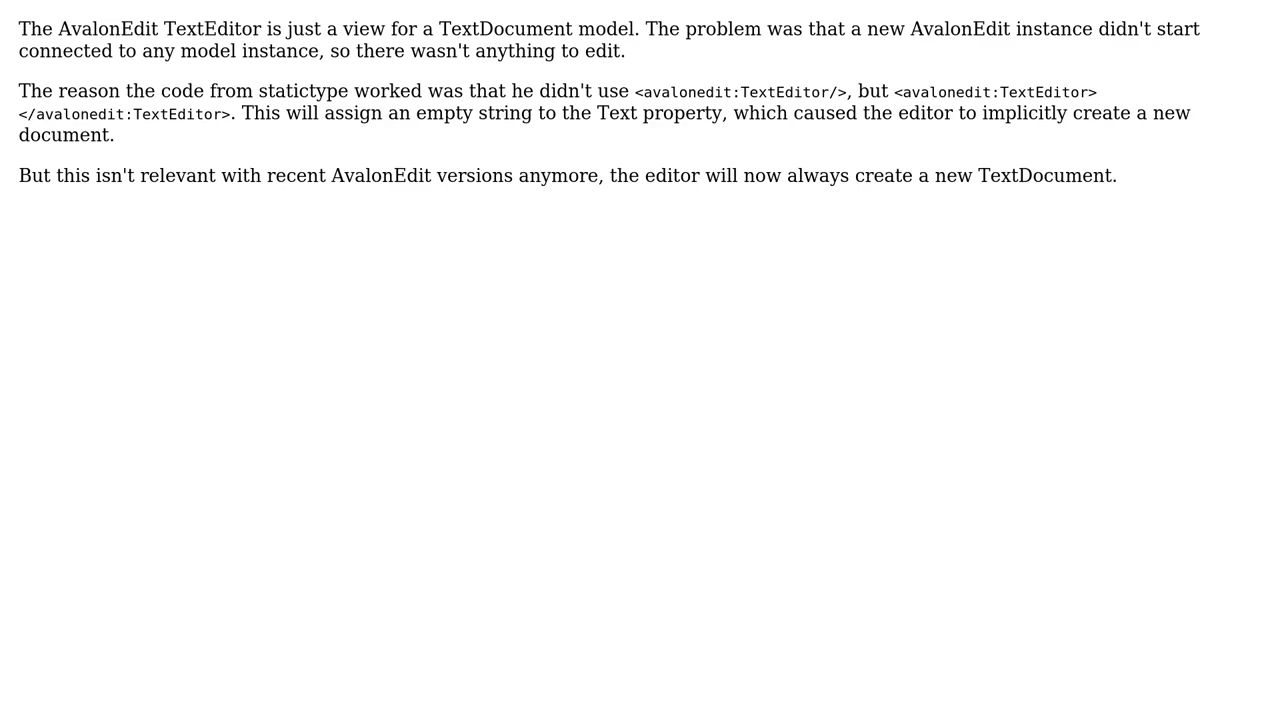 The AvalonEdit TextEditor is just a view for a TextDocument model. The problem was that a new AvalonEdit instance didn't start
connected to any model instance, so there wasn't anything to edit.
The reason the code from statictype worked was that he didn't use <avalonedit:TextEditor/>, but <avalonedit:TextEditor>
</avalonedit:TextEditor>. This will assign an empty string to the Text property, which caused the editor to implicitly create a new
document.
But this isn't relevant with recent AvalonEdit versions anymore, the editor will now always create a new TextDocument.